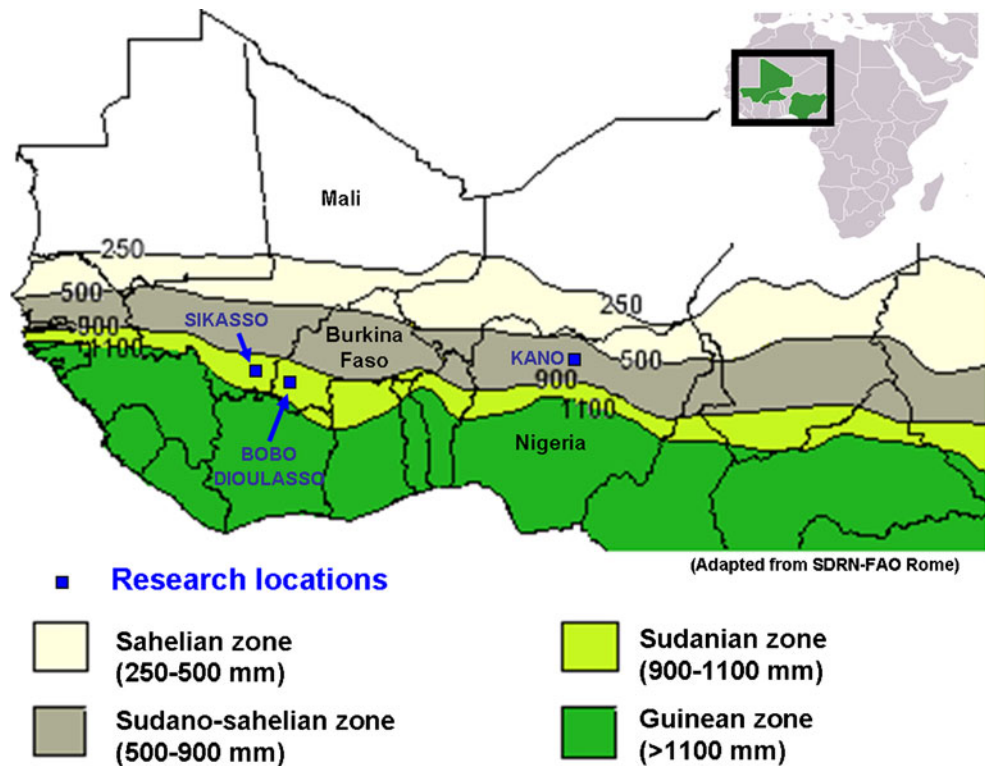 Mali
250
500
900
1100
SIKASSO
Burkina
Faso
KANO
250
500
900
1100
BOBO
DIOULASSO
Nigeria
(Adapted from SDRN-FAO Rome)
Research locations
Sahelian zone
(250-500 mm)
Sudanian zone
(900-1100 mm)
Sudano-sahelian zone
(500-900 mm)
Guinean zone
(>1100 mm)